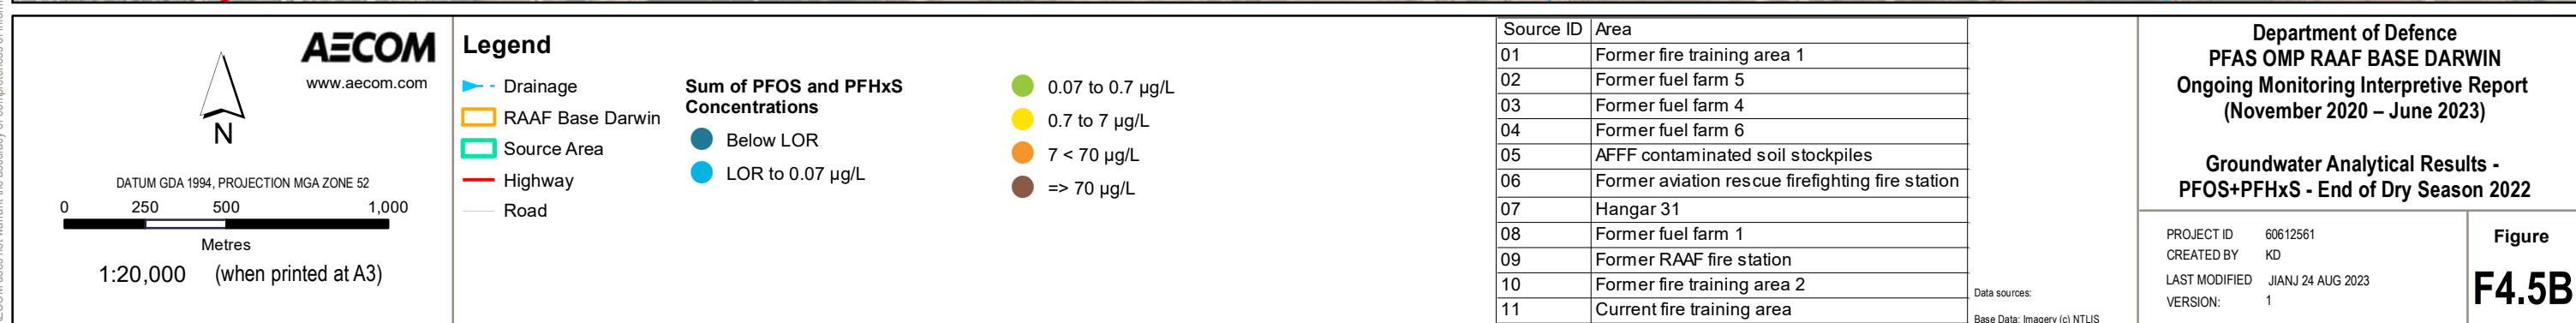 AECOM
www.aecom.com
N
DATUM GDA 1994, PROJECTION MGA ZONE 52
0 250 500 1,000
Metres
1:20,000 (when printed at A3)
Legend
Drainage
RAAF Base Darwin
Source Area
Highway
Road
Sum of PFOS and PFHxS
Concentrations
Below LOR
LOR to 0.07 µg/L
0.07 to 0.7 µg/L
0.7 to 7 µg/L
7 < 70 µg/L
=> 70 µg/L
Source ID Area
01 Former fire training area 1
02 Former fuel farm 5
03 Former fuel farm 4
04 Former fuel farm 6
05 AFFF contaminated soil stockpiles
06 Former aviation rescue firefighting fire station
07 Hangar 31
08 Former fuel farm 1
09 Former RAAF fire station
10 Former fire training area 2
11 Current fire training area
Data sources:
Base Data: Imagery (c) NTLIS
Department of Defence
PFAS OMP RAAF BASE DARWIN
Ongoing Monitoring Interpretive Report
(November 2020 – June 2023)
Groundwater Analytical Results -
PFOS+PFHxS - End of Dry Season 2022
PROJECT ID 60612561
CREATED BY KD
LAST MODIFIED JIANJ 24 AUG 2023
VERSION: 1
Figure
F4.5B